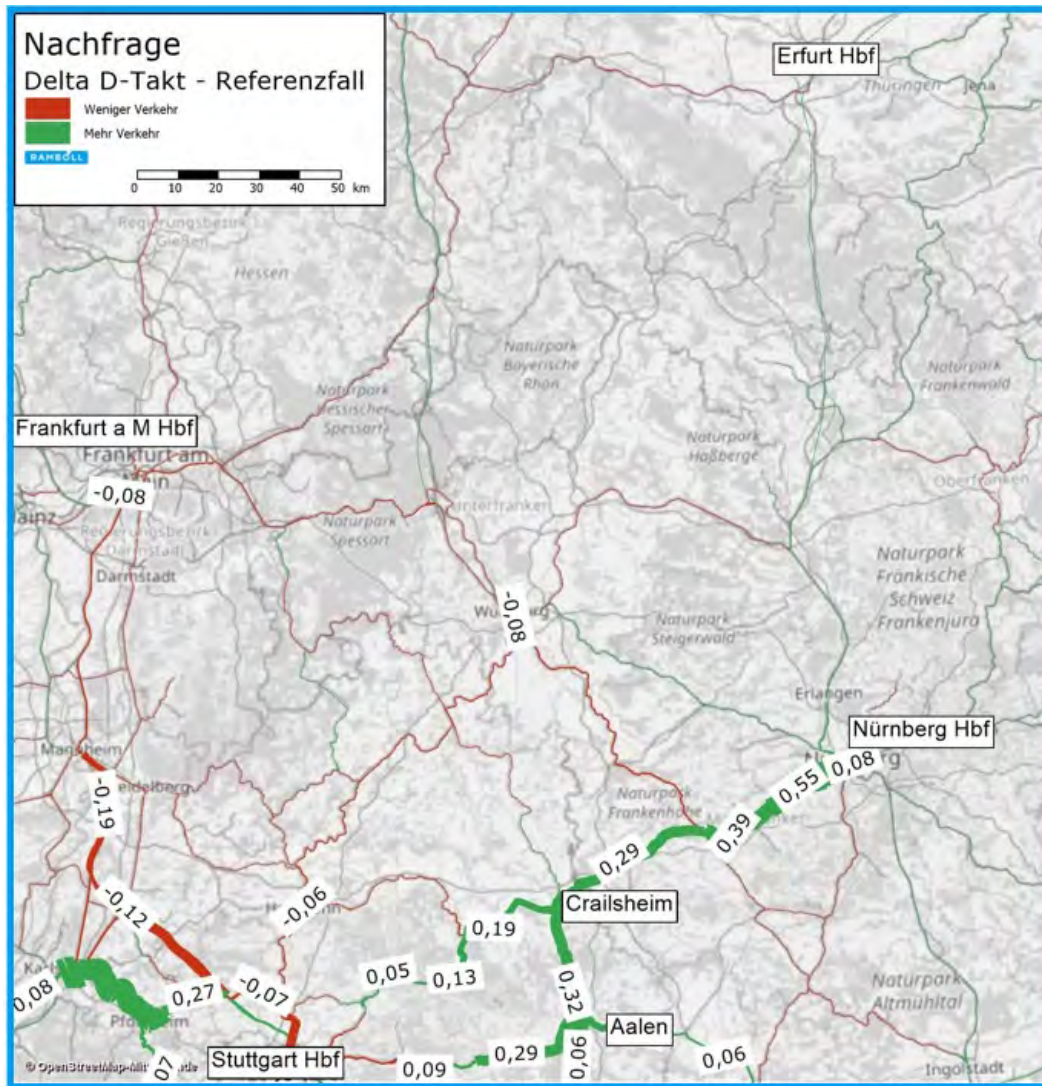 Nachfrage
Delta D-Takt - Referenzfall
Weniger Verkehr
Mehr Verkehr
RAMBOLL
0 10 20 30 40 50 km
Erfurt Hbf
Thüringen
Jena
Regierungsbezirk
Gießen
Hessen
Naturpark
Bayerische
Rhön
Naturpark
Frankenwald
Naturpark
Hessischer
Spessart
Frankfurt a M Hbf
Frankfurt am
-0,08
Naturpark
Haßberge
Oberfranken
Unterfranken
Regierungsbezirk
Darmstadt
Naturpark
Spessart
Darmstadt
Naturpark
Fränkische
Schweiz
Frankenjura
-0,08
Naturpark
Steigerwald
Erlangen
Nürnberg Hbf
0,08
0,55
-0,19
Naturpark
Frankenhöhe
0,39
0,29
-0,12
-0,06
Crailsheim
0,19
0,08
0,27
-0,07
0,05
0,13
0,32
Naturpark
Altmühltal
Aalen
Stuttgart Hbf
07
0,09
0,29
0,06
0,06
Ingolstadt